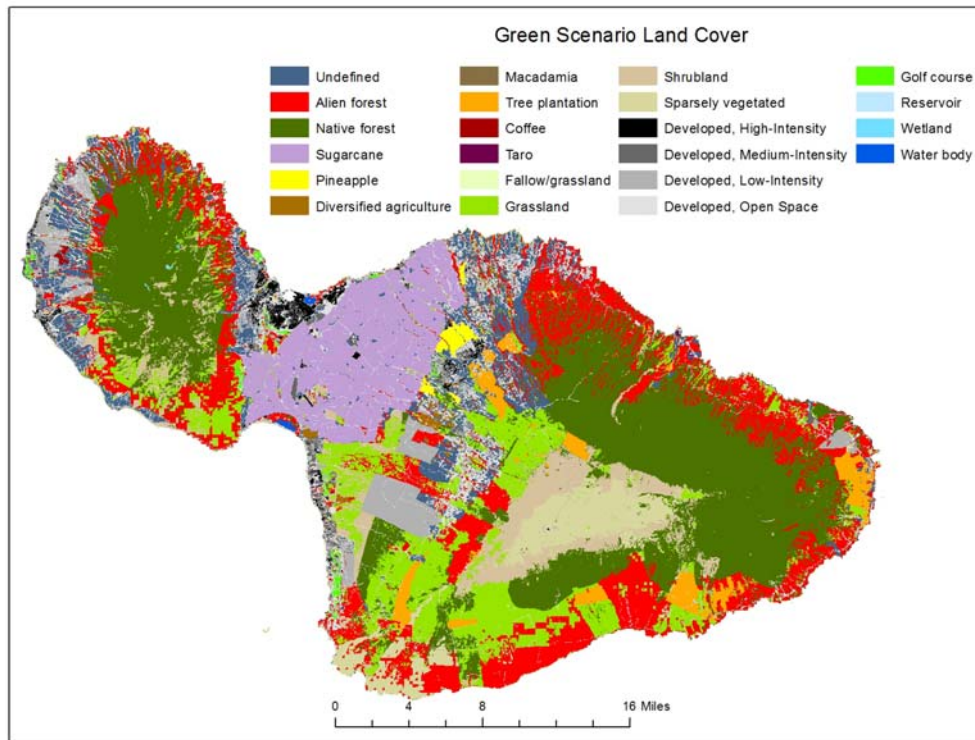 Green Scenario Land Cover
Undefined
Alien forest
Native forest
Sugarcane
Pineapple
Diversified agriculture
Macadamia
Tree plantation
Coffee
Taro
Fallow/grassland
Grassland
Shrubland
Sparsely vegetated
Developed, High-Intensity
Developed, Medium-Intensity
Developed, Low-Intensity
Developed, Open Space
Golf course
Reservoir
Wetland
Water body
0 4 8 16 Miles